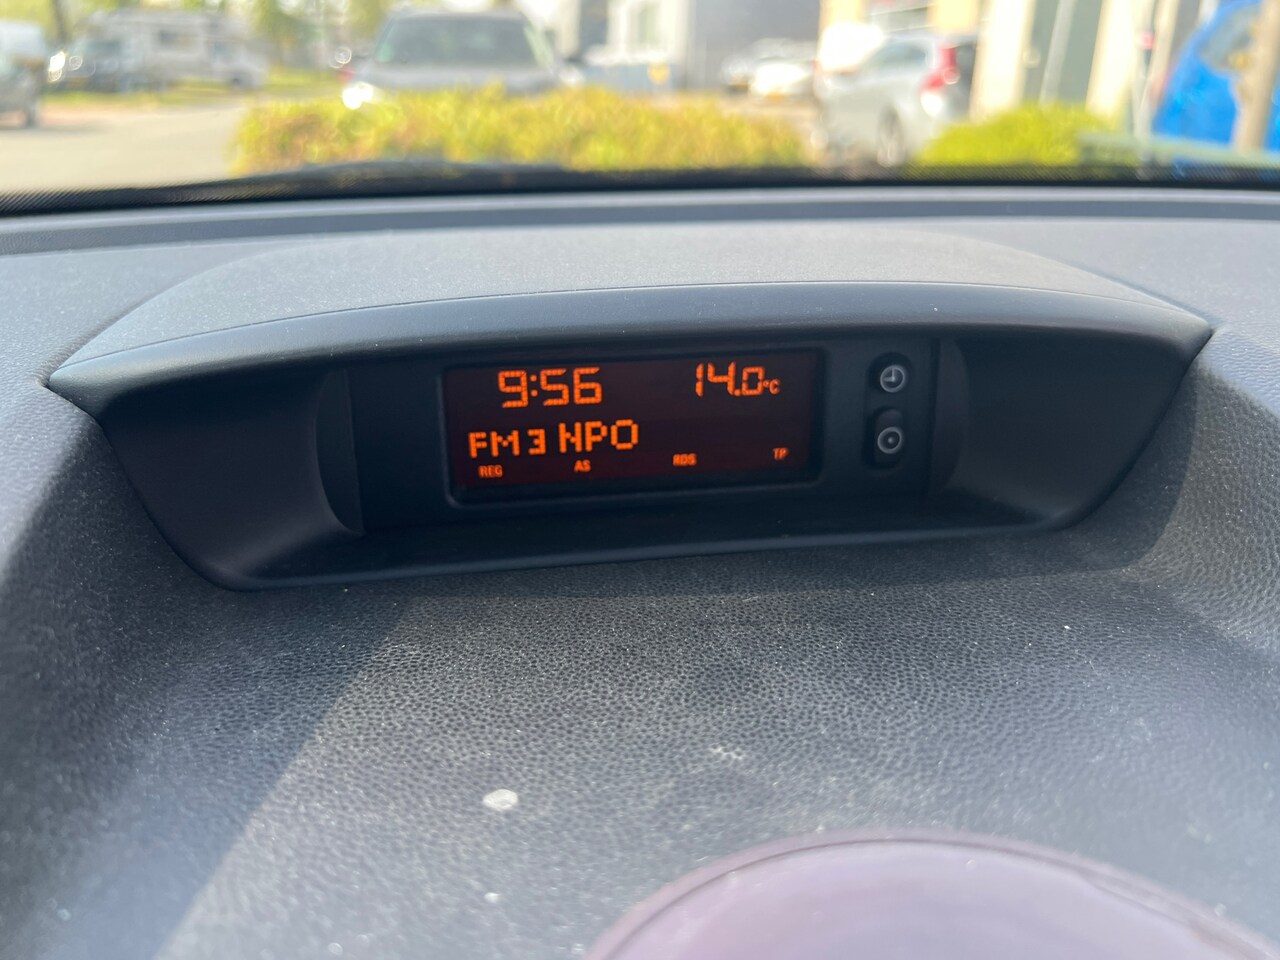 9:56 14.0°C
FM 3 NPO
REG AS RDS TP